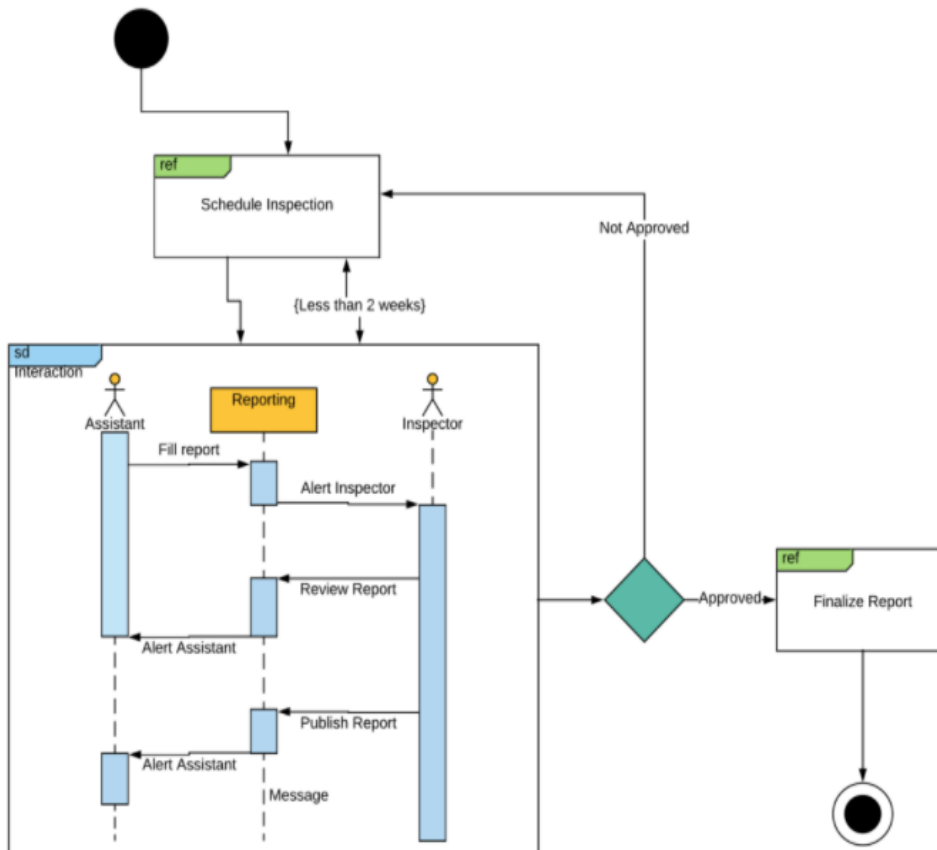 ref
Schedule Inspection
Not Approved
{Less than 2 weeks}
sd
Interaction
Reporting
Assistant
Inspector
Fill report
Alert Inspector
Review Report
Alert Assistant
Publish Report
Alert Assistant
Message
Approved
ref
Finalize Report